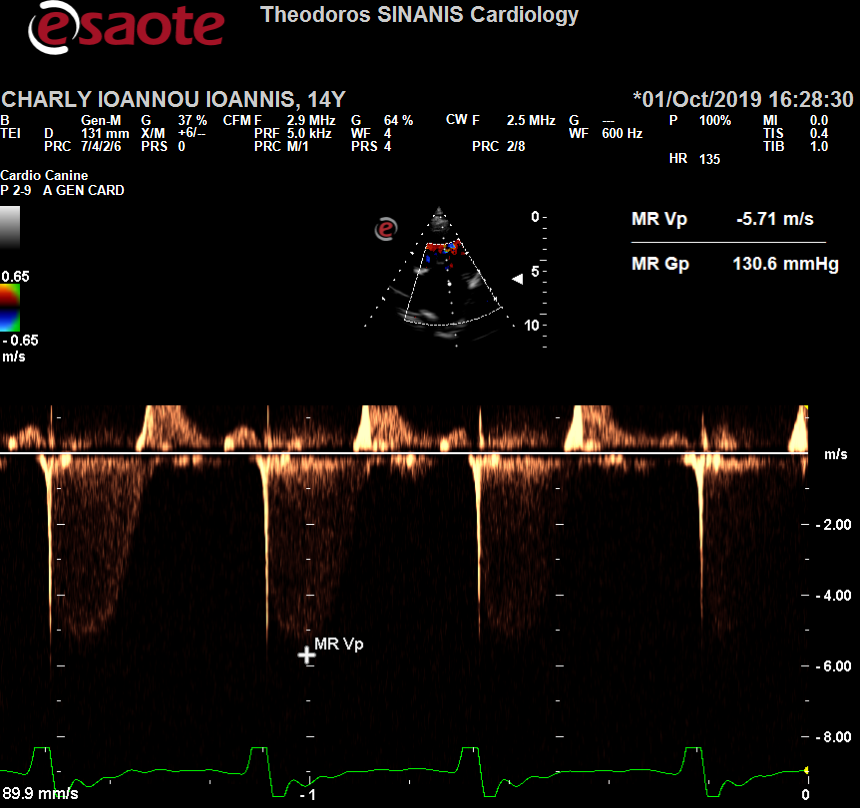 esaote
Theodoros SINANIS Cardiology
CHARLY IOANNOU IOANNIS, 14Y *01/Oct/2019 16:28:30
B Gen-M G 37 % CFM F 2.9 MHz G 64 % CW F 2.5 MHz G --- P 100% MI 0.0
TEI D 131 mm X/M +6/-- PRF 5.0 kHz WF 4 WF 600 Hz TIS 0.4
PRC 7/4/2/6 PRS 0 PRC M/1 PRS 4 PRC 2/8 TIB 1.0
HR 135
Cardio Canine
P 2-9 A GEN CARD
e
0
MR Vp -5.71 m/s
MR Gp 130.6 mmHg
5
10
0.65
- 0.65
m/s
m/s
- 2.00
- 4.00
MR Vp
- 6.00
- 8.00
89.9 mm/s -1 0